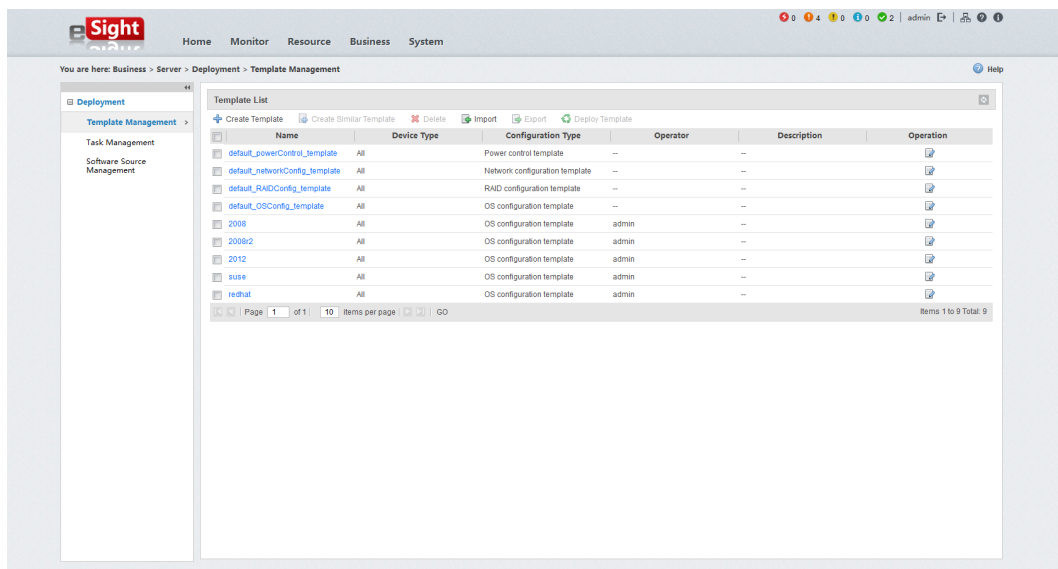 eSight
0 4 0 0 2 admin
Home Monitor Resource Business System
You are here: Business > Server > Deployment > Template Management
Help
Deployment
Template Management >
Task Management
Software Source
Management
Template List
Create Template Create Similar Template Delete Import Export Deploy Template
Name Device Type Configuration Type Operator Description Operation
default_powerControl_template All Power control template -- --
default_networkConfig_template All Network configuration template -- --
default_RAIDConfig_template All RAID configuration template -- --
default_OSConfig_template All OS configuration template -- --
2008 All OS configuration template admin --
2008r2 All OS configuration template admin --
2012 All OS configuration template admin --
suse All OS configuration template admin --
redhat All OS configuration template admin --
Page 1 of 1 10 items per page GO
Items 1 to 9 Total: 9